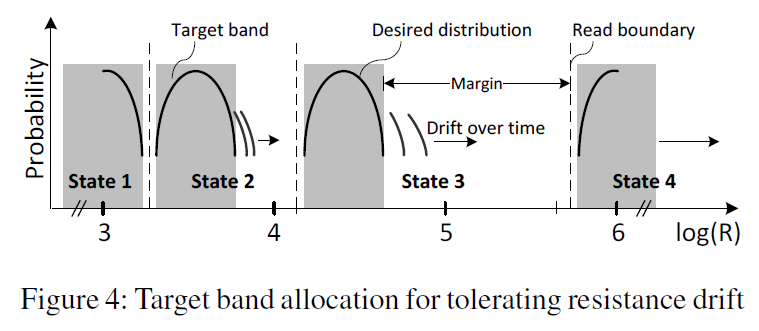 Target band
Desired distribution
Read boundary
Margin
Drift over time
Probability
State 1
State 2
State 3
State 4
3
4
5
6
log(R)
Figure 4: Target band allocation for tolerating resistance drift